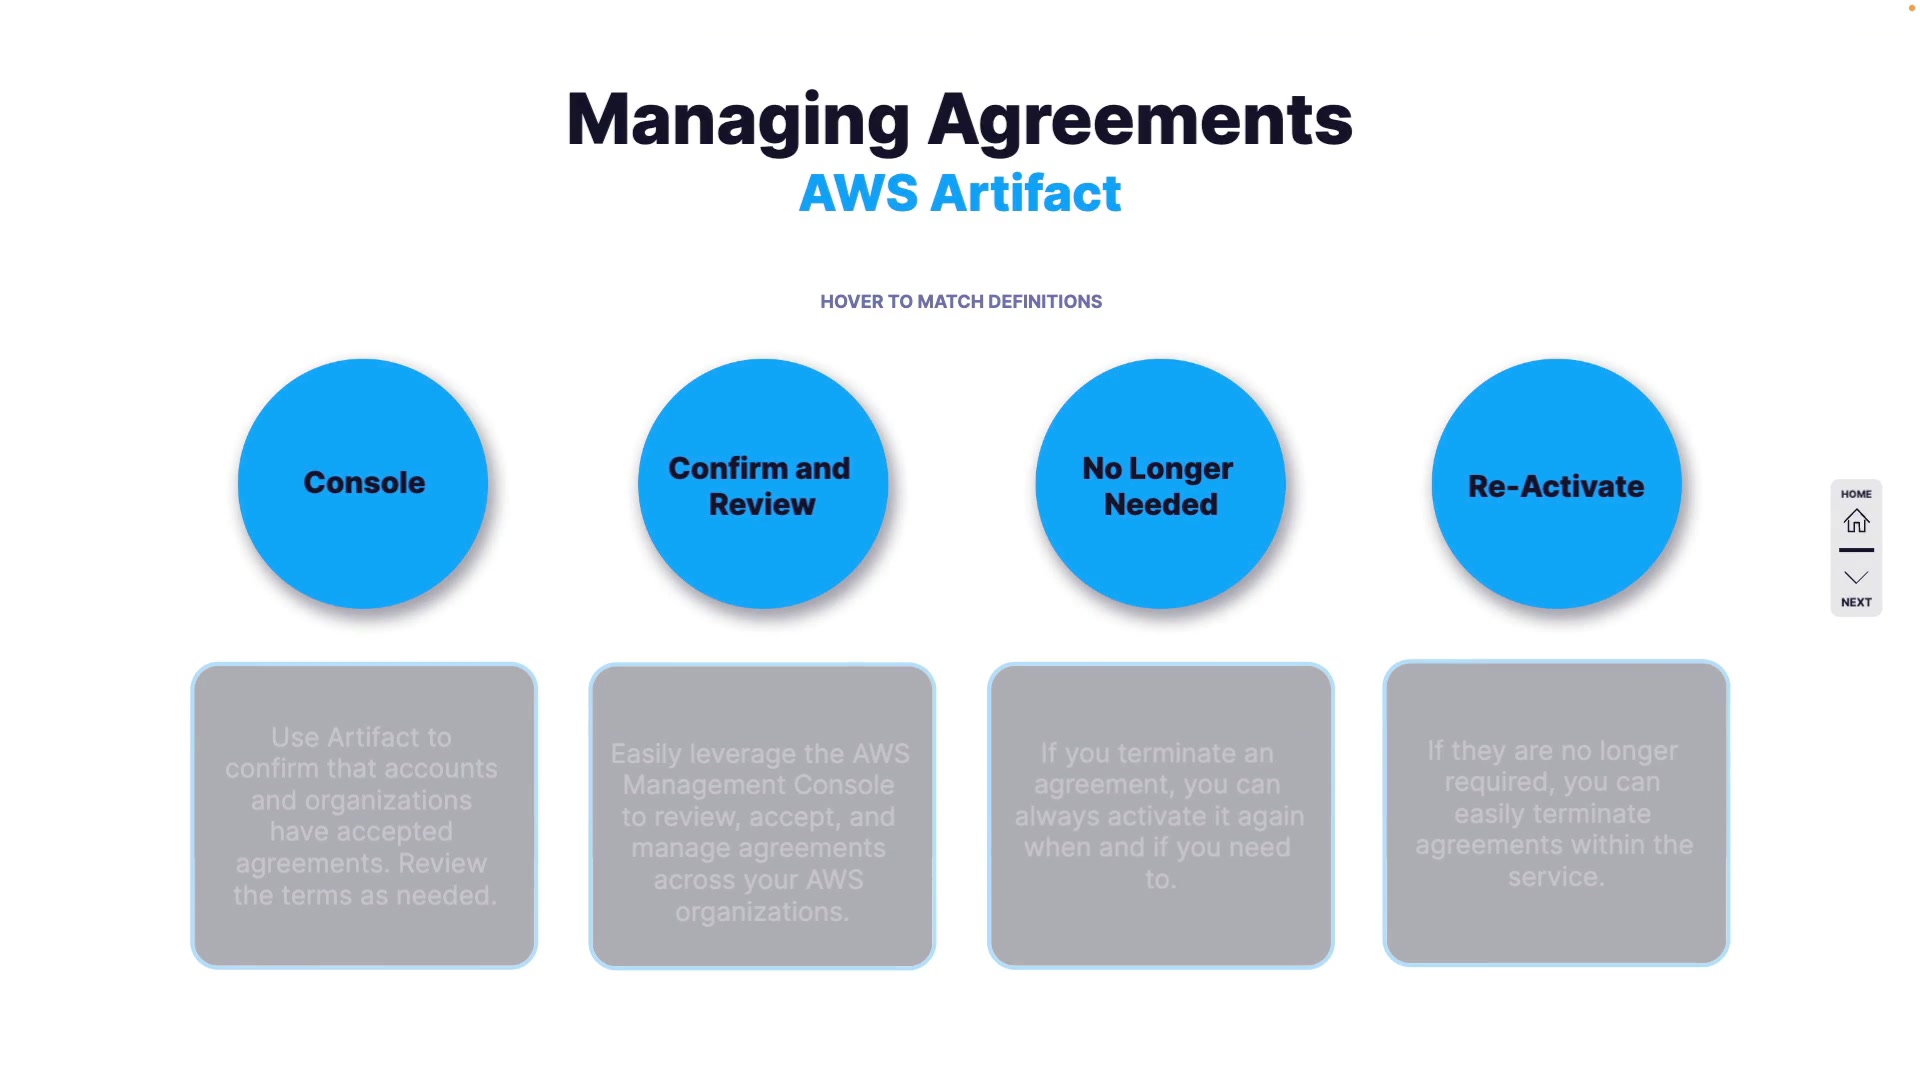 Managing Agreements
AWS Artifact
HOVER TO MATCH DEFINITIONS
Console
Confirm and
Review
No Longer
Needed
Re-Activate
HOME
NEXT
Use Artifact to
confirm that accounts
and organizations
have accepted
agreements. Review
the terms as needed.
Easily leverage the AWS
Management Console
to review, accept, and
manage agreements
across your AWS
organizations.
If you terminate an
agreement, you can
always activate it again
when and if you need
to.
If they are no longer
required, you can
easily terminate
agreements within the
service.